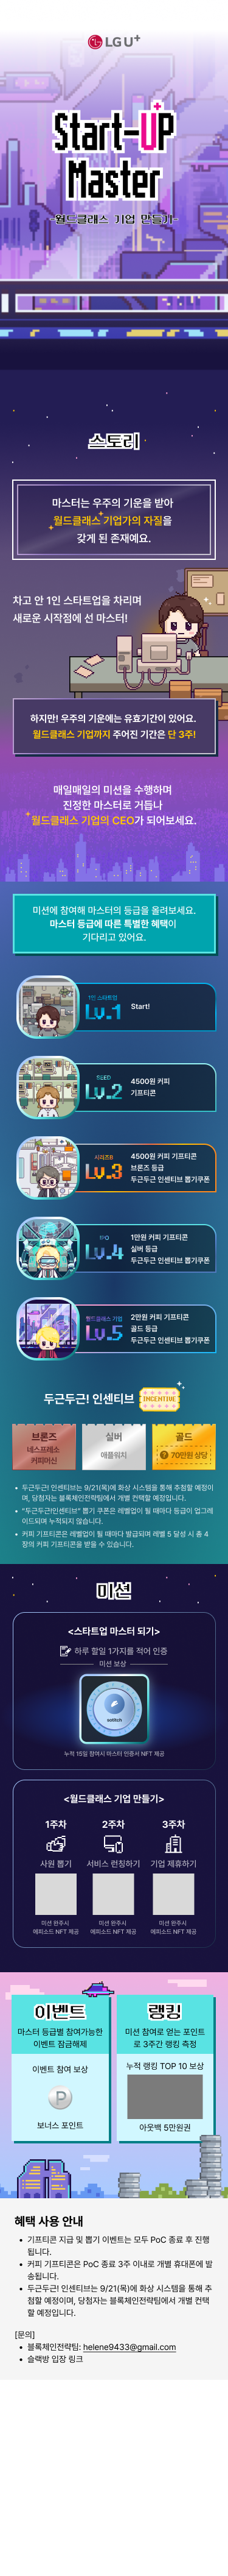 LG U+
Start-UP
Master
월드클래스 기업 만들기
스토리
마스터는 우주의 기운을 받아
월드클래스 기업가의 자질을
갖게 된 존재예요.
차고 안 1인 스타트업을 차리며
새로운 시작점에 선 마스터!
하지만! 우주의 기운에는 유효기간이 있어요.
월드클래스 기업까지 주어진 기간은 단 3주!
매일매일의 미션을 수행하며
진정한 마스터로 거듭나
월드클래스 기업의 CEO가 되어보세요.
미션에 참여해 마스터의 등급을 올려보세요.
마스터 등급에 따른 특별한 혜택이
기다리고 있어요.
1인 스타트업
Lv.1
Start!
SEED
Lv.2
4500원 커피
기프티콘
시리즈B
Lv.3
4500원 커피 기프티콘
브론즈 등급
두근두근 인센티브 뽑기쿠폰
IPO
Lv.4
1만원 커피 기프티콘
실버 등급
두근두근 인센티브 뽑기쿠폰
월드클래스 기업
Lv.5
2만원 커피 기프티콘
골드 등급
두근두근 인센티브 뽑기쿠폰
두근두근! 인센티브
INCENTIVE
브론즈
네스프레소
커피머신
실버
애플워치
골드
? 70만원 상당
• 두근두근! 인센티브는 9/21(목)에 화상 시스템을 통해 추첨할 예정이
며, 당첨자는 블록체인전략팀에서 개별 컨택할 예정입니다.
• "두근두근!인센티브" 뽑기 쿠폰은 레벨업이 될 때마다 등급이 업그레
이드되며 누적되지 않습니다.
• 커피 기프티콘은 레벨업이 될 때마다 별급되며 레벨 5 달성 시 총 4
장의 커피 기프티콘을 받을 수 있습니다.
미션
<스타트업 마스터 되기>
하루 할일 1가지를 적어 인증
미션 보상
sotitch
누적 15일 참여시 마스터 인증서 NFT 제공
<월드클래스 기업 만들기>
1주차
2주차
3주차
사원 뽑기
서비스 런칭하기
기업 제휴하기
미션 완주시
에피소드 NFT 제공
미션 완주시
에피소드 NFT 제공
미션 완주시
에피소드 NFT 제공
이벤트
마스터 등급별 참여가능한
이벤트 잠금해제
이벤트 참여 보상
P
보너스 포인트
랭킹
미션 참여로 얻는 포인트
로 3주간 랭킹 측정
누적 랭킹 TOP 10 보상
아웃백 5만원권
혜택 사용 안내
• 기프티콘 지급 및 뽑기 이벤트는 모두 PoC 종료 후 진행
됩니다.
• 커피 기프티콘은 PoC 종료 3주 이내로 개별 휴대폰에 발
송됩니다.
• 두근두근! 인센티브는 9/21(목)에 화상 시스템을 통해 추
첨할 예정이며, 당첨자는 블록체인전략팀에서 개별 컨택
할 예정입니다.
[문의]
• 블록체인전략팀: helene9433@gmail.com
• 슬랙방 입장 링크